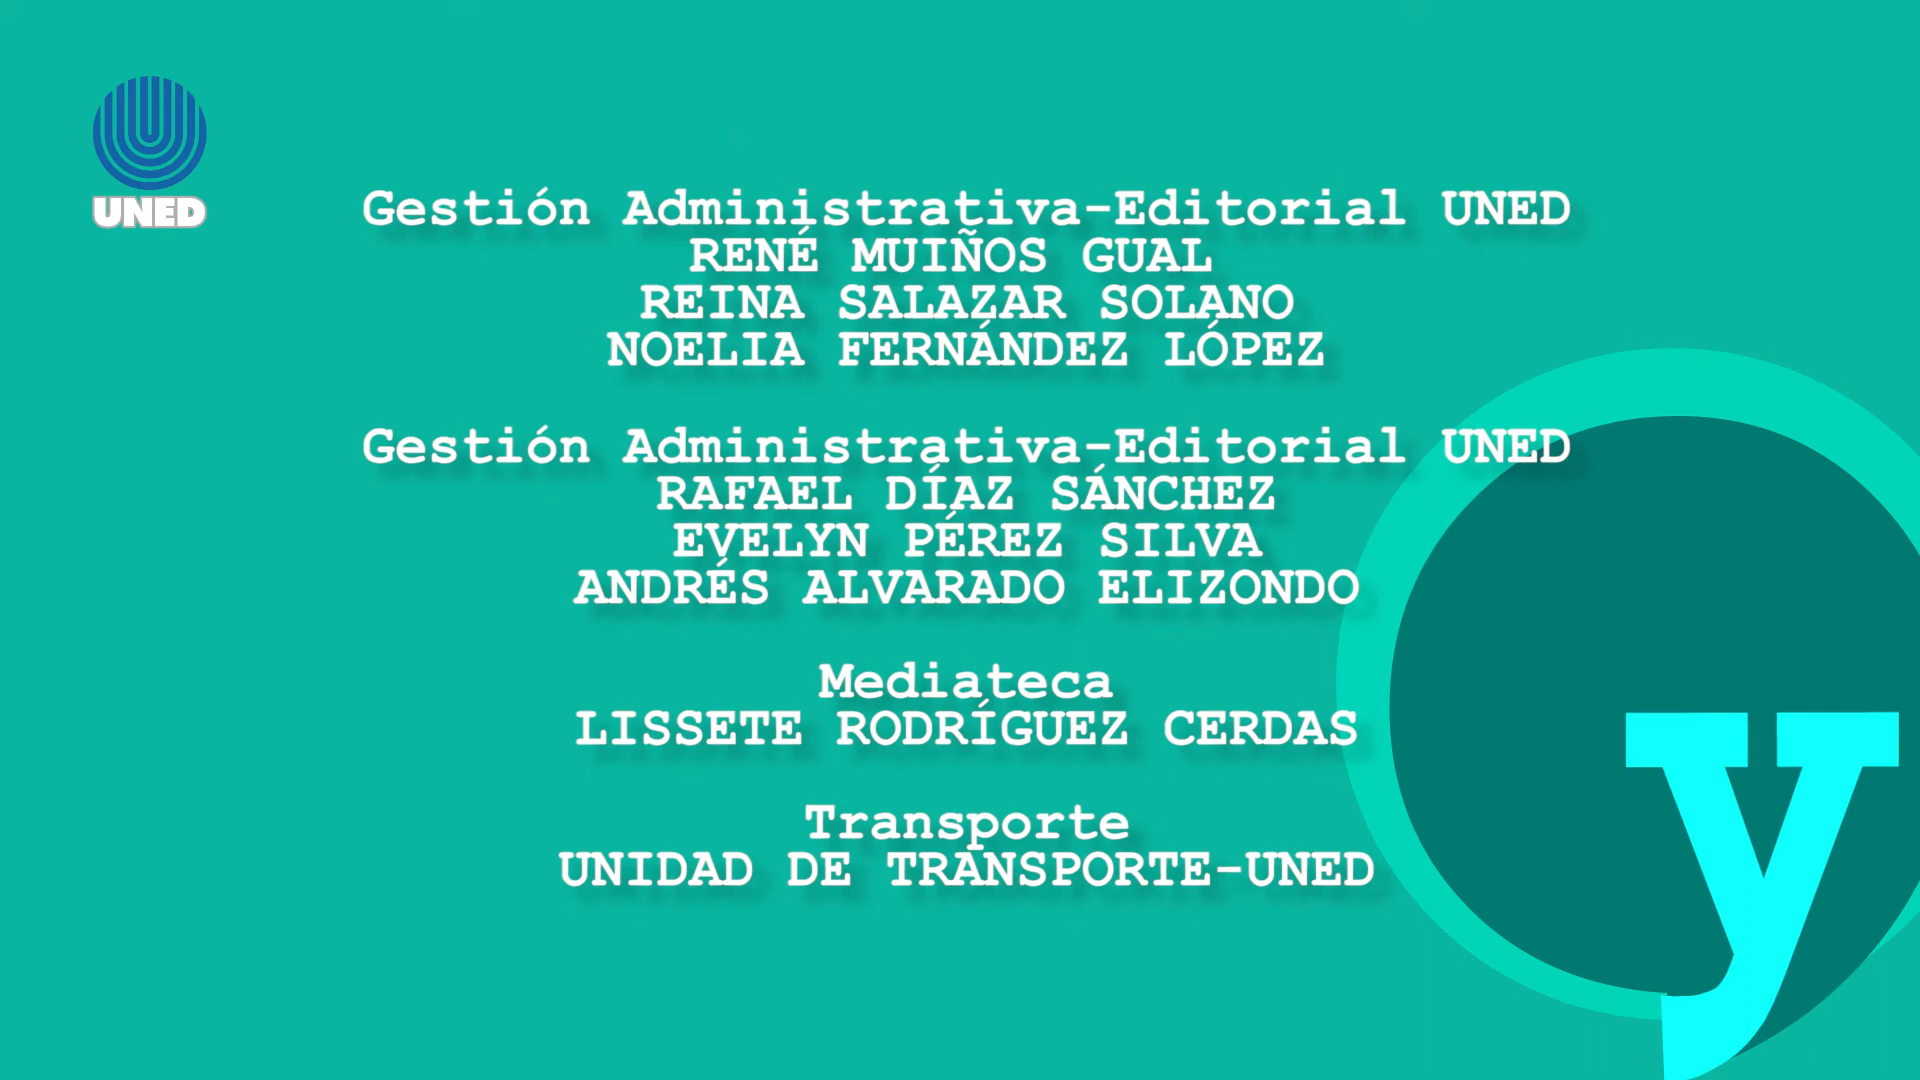 UNED
Gestión Administrativa-Editorial UNED
RENÉ MUIÑOS GUAL
REINA SALAZAR SOLANO
NOELIA FERNÁNDEZ LÓPEZ
Gestión Administrativa-Editorial UNED
RAFAEL DÍAZ SÁNCHEZ
EVELYN PÉREZ SILVA
ANDRÉS ALVARADO ELIZONDO
Mediateca
LISSETE RODRÍGUEZ CERDAS
Transporte
UNIDAD DE TRANSPORTE-UNED
y